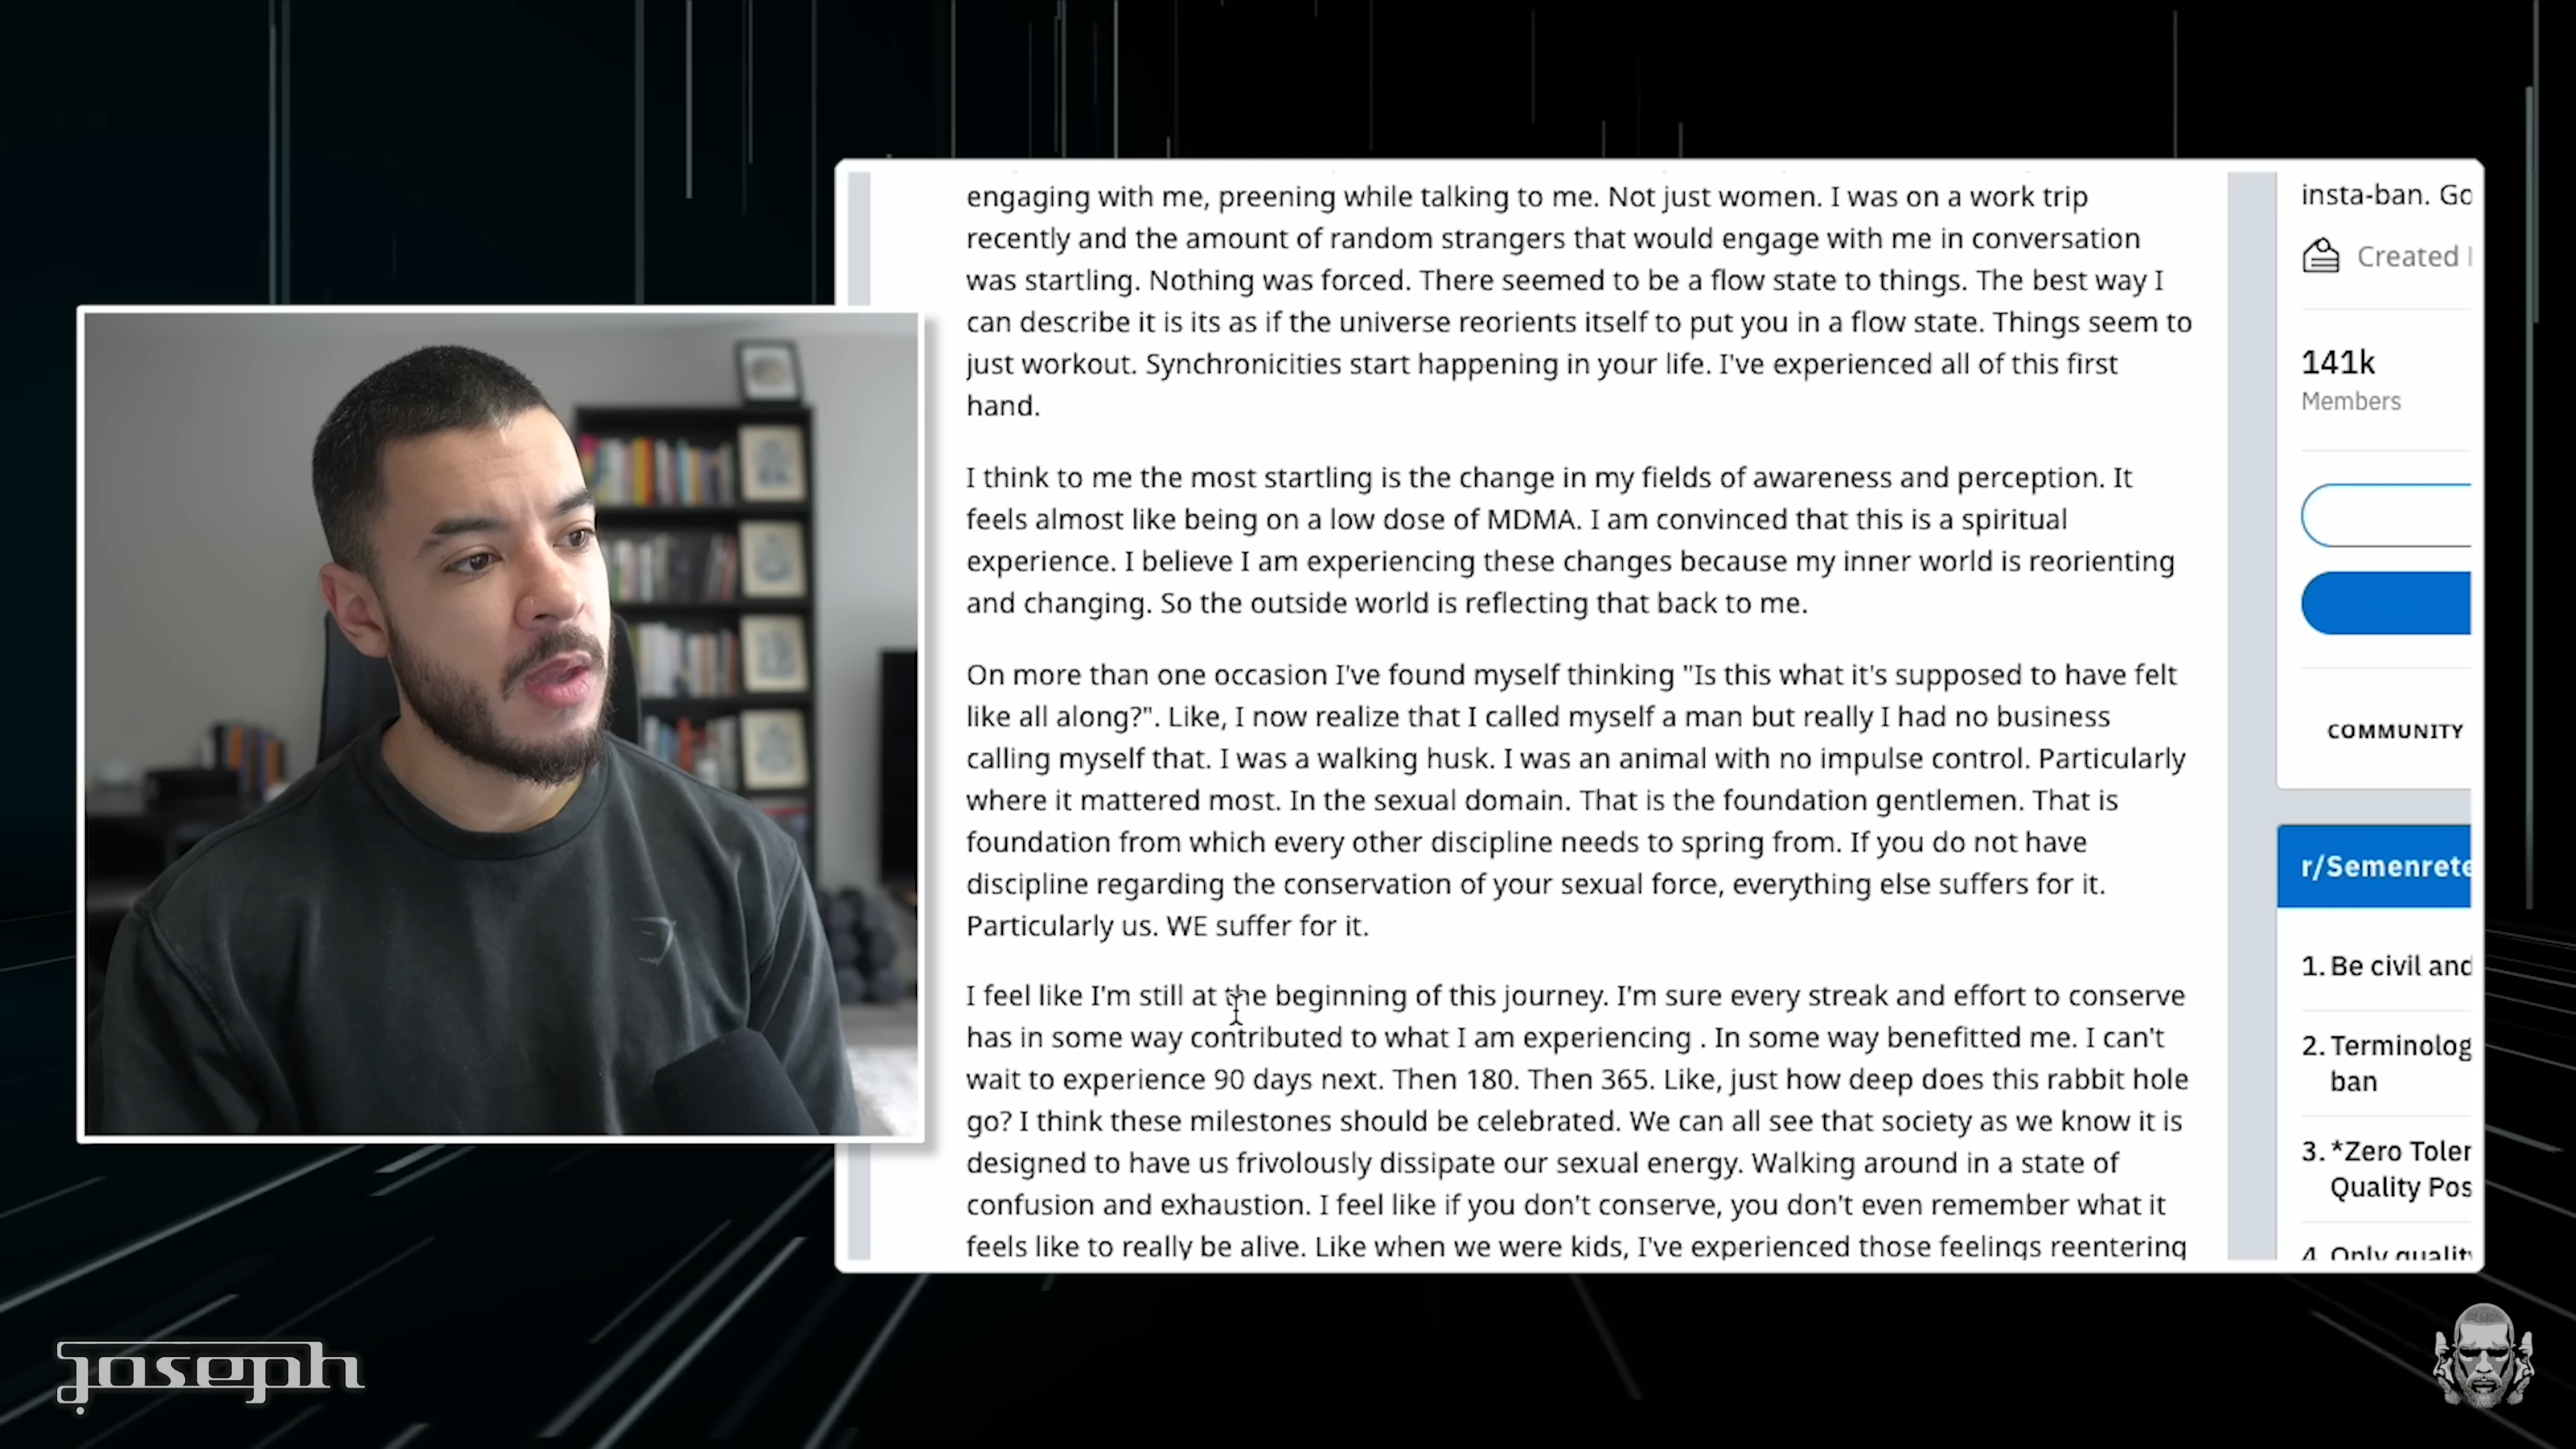 engaging with me, preening while talking to me. Not just women. I was on a work trip
recently and the amount of random strangers that would engage with me in conversation
was startling. Nothing was forced. There seemed to be a flow state to things. The best way I
can describe it is its as if the universe reorients itself to put you in a flow state. Things seem to
just workout. Synchronicities start happening in your life. I've experienced all of this first
hand.
I think to me the most startling is the change in my fields of awareness and perception. It
feels almost like being on a low dose of MDMA. I am convinced that this is a spiritual
experience. I believe I am experiencing these changes because my inner world is reorienting
and changing. So the outside world is reflecting that back to me.
On more than one occasion I've found myself thinking "Is this what it's supposed to have felt
like all along?". Like, I now realize that I called myself a man but really I had no business
calling myself that. I was a walking husk. I was an animal with no impulse control. Particularly
where it mattered most. In the sexual domain. That is the foundation gentlemen. That is
foundation from which every other discipline needs to spring from. If you do not have
discipline regarding the conservation of your sexual force, everything else suffers for it.
Particularly us. WE suffer for it.
I feel like I'm still at the beginning of this journey. I'm sure every streak and effort to conserve
has in some way contributed to what I am experiencing . In some way benefitted me. I can't
wait to experience 90 days next. Then 180. Then 365. Like, just how deep does this rabbit hole
go? I think these milestones should be celebrated. We can all see that society as we know it is
designed to have us frivolously dissipate our sexual energy. Walking around in a state of
confusion and exhaustion. I feel like if you don't conserve, you don't even remember what it
feels like to really be alive. Like when we were kids, I've experienced those feelings reentering
insta-ban. Go
Created
141k
Members
COMMUNITY
r/Semenrete
1. Be civil and
2. Terminolog
ban
3. *Zero Toler
Quality Pos
4. Only quality
joseph